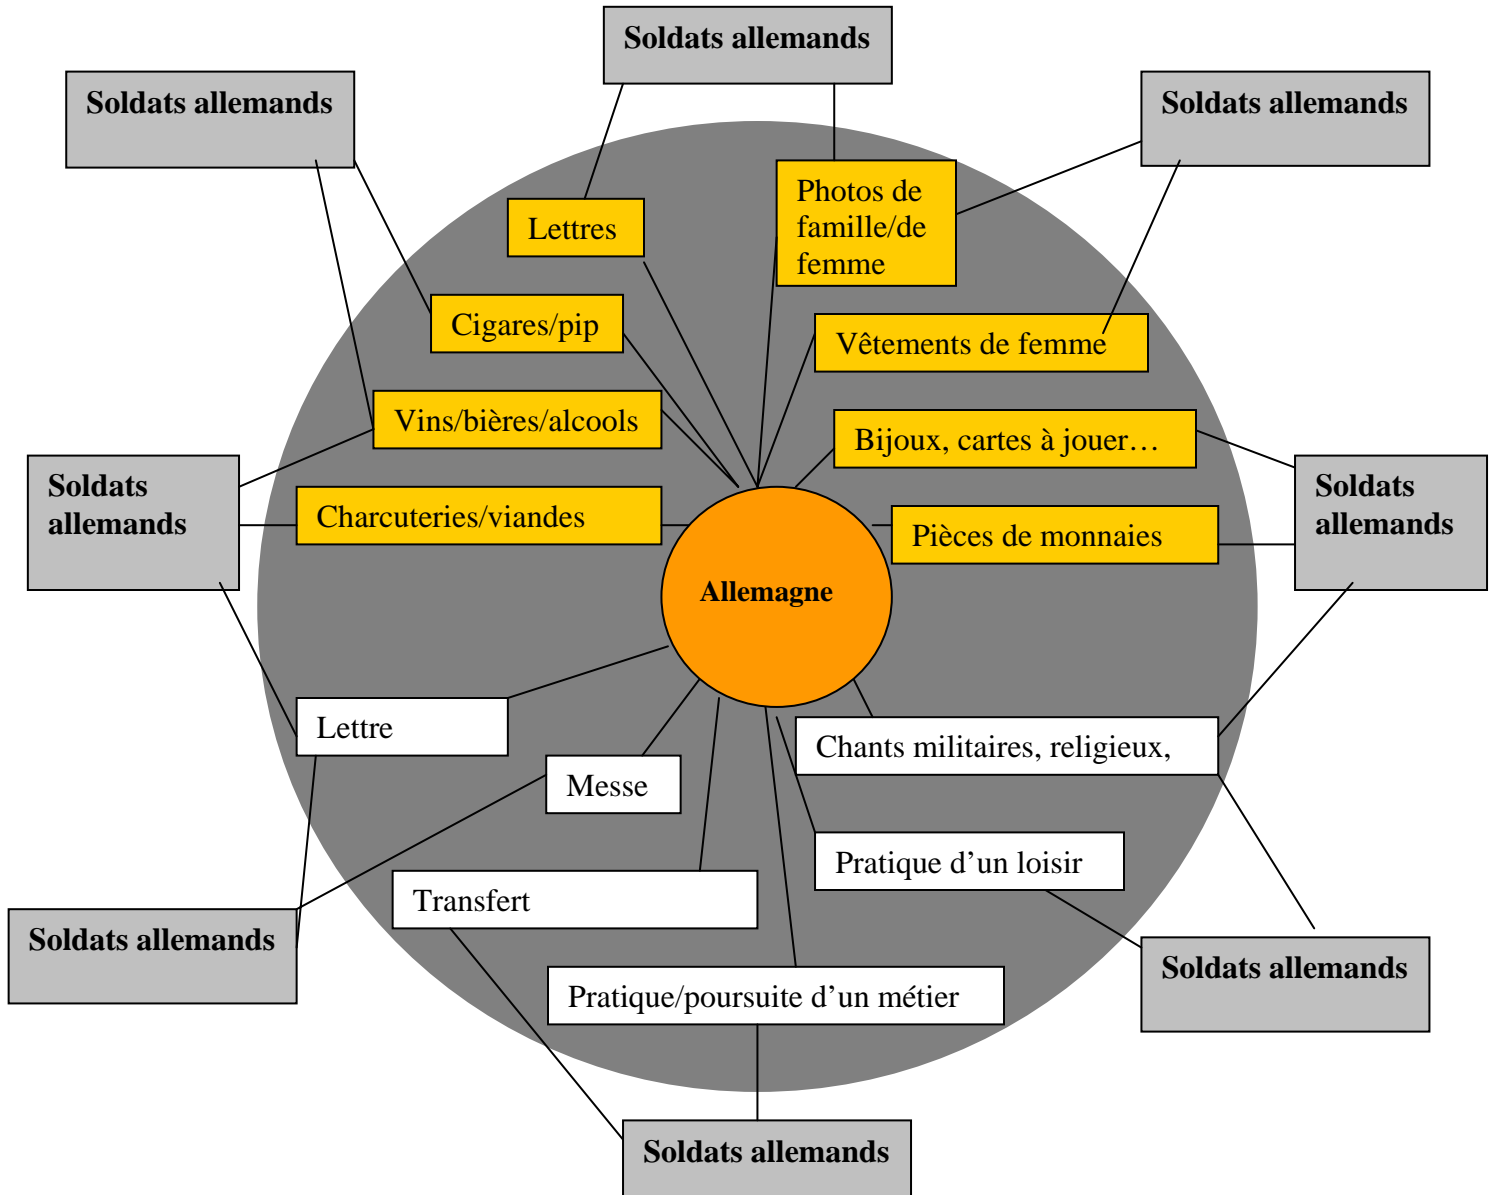 Soldats allemands
Soldats allemands
Soldats allemands
Photos de
famille/de
femme
Lettres
Cigares/pip
Vêtements de femme
Vins/bières/alcools
Bijoux, cartes à jouer…
Soldats
allemands
Charcuteries/viandes
Pièces de monnaies
Soldats
allemands
Allemagne
Lettre
Chants militaires, religieux,
Messe
Pratique d’un loisir
Transfert
Soldats allemands
Soldats allemands
Pratique/poursuite d’un métier
Soldats allemands